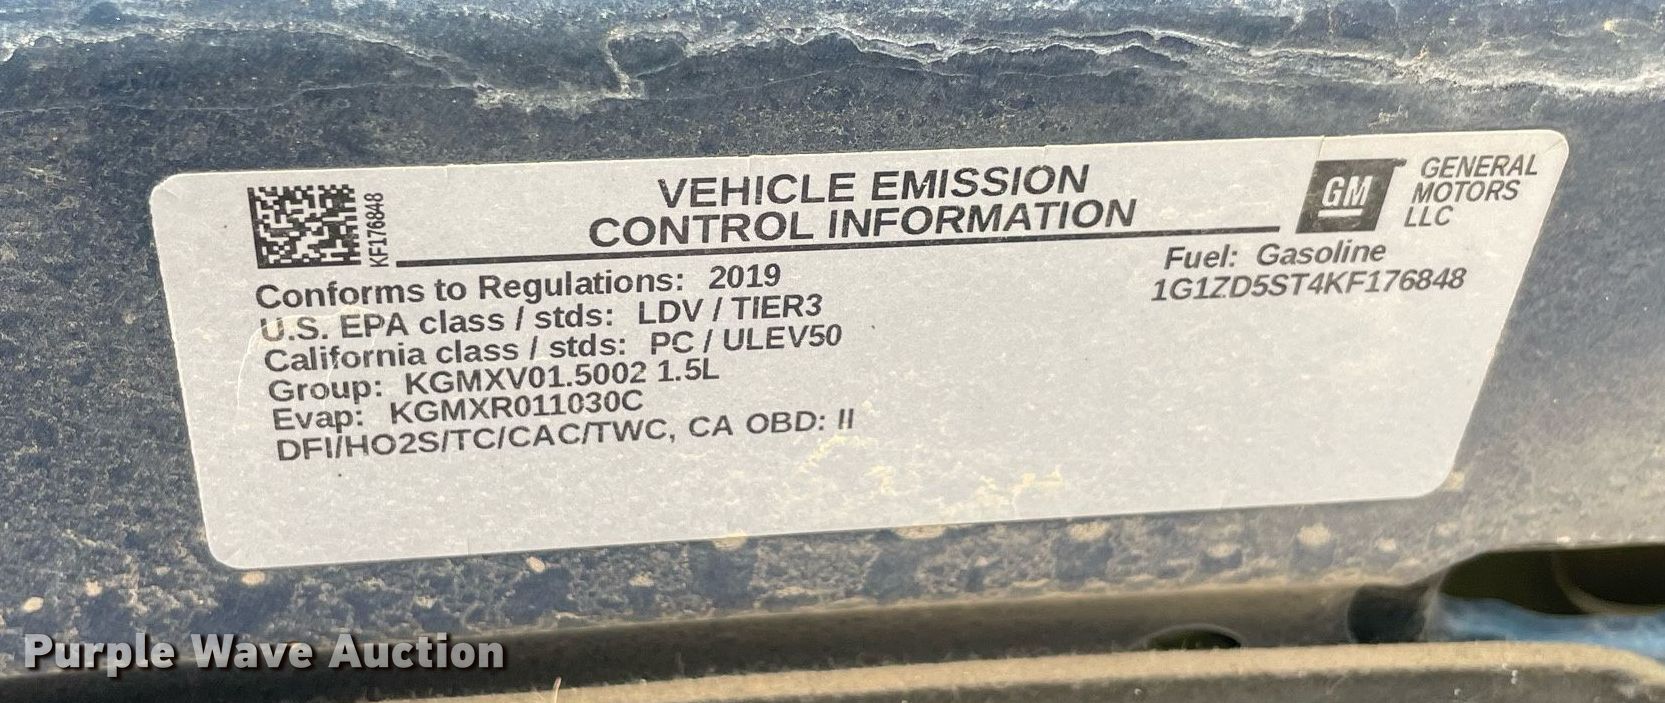 KF176848
VEHICLE EMISSION
CONTROL INFORMATION
GM
GENERAL
MOTORS
LLC
Conforms to Regulations: 2019
U.S. EPA class / stds: LDV / TIER3
California class / stds: PC / ULEV50
Group: KGMXV01.5002 1.5L
Evap: KGMXR011030C
DFI/HO2S/TC/CAC/TWC, CA OBD: II
Fuel: Gasoline
1G1ZD5ST4KF176848
Purple Wave Auction